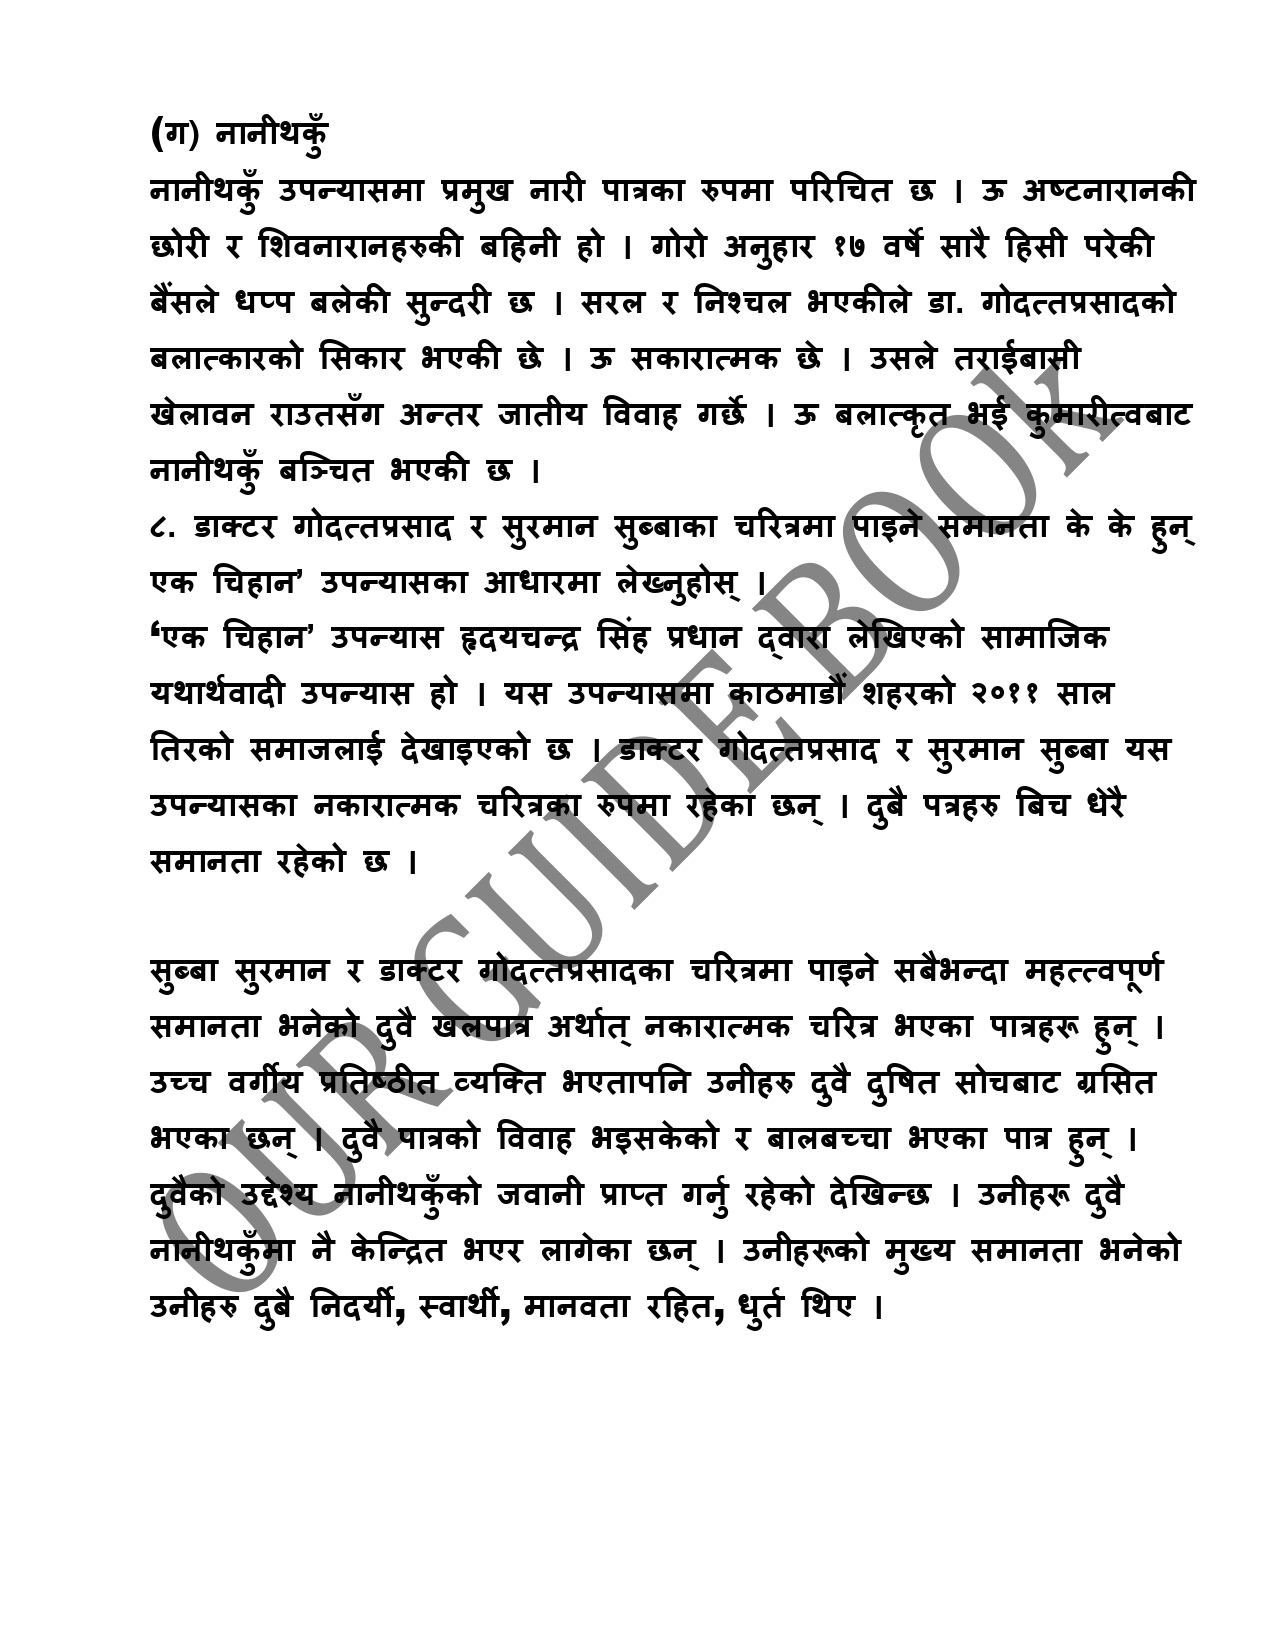 (ग) नानीथकुँ
नानीथकुँ उपन्यासमा प्रमुख नारी पात्रका रुपमा परिचित छ । ऊ अष्टनारानकी
छोरी र शिवनारानहरुकी बहिनी हो । गोरो अनुहार १७ वर्षे सारै हिसी परेकी
बैंसले धप्प बलेकी सुन्दरी छ । सरल र निश्चल भएकीले डा. गोदत्तप्रसादको
बलात्कारको सिकार भएकी छे । ऊ सकारात्मक छे । उसले तराईबासी
खेलावन राउतसँग अन्तर जातीय विवाह गर्छे । ऊ बलात्कृत भई कुमारीत्वबाट
नानीथकुँ बञ्चित भएकी छ ।
८. डाक्टर गोदत्तप्रसाद र सुरमान सुब्बाका चरित्रमा पाइने समानता के के हुन्
एक चिहान’ उपन्यासका आधारमा लेख्नुहोस् ।
‘एक चिहान’ उपन्यास हृदयचन्द्र सिंह प्रधान द्वारा लेखिएको सामाजिक
यथार्थवादी उपन्यास हो । यस उपन्यासमा काठमाडौं शहरको २०११ साल
तिरको समाजलाई देखाइएको छ । डाक्टर गोदत्तप्रसाद र सुरमान सुब्बा यस
उपन्यासका नकारात्मक चरित्रका रुपमा रहेका छन् । दुबै पत्रहरु बिच धेरै
समानता रहेको छ ।
सुब्बा सुरमान र डाक्टर गोदत्तप्रसादका चरित्रमा पाइने सबैभन्दा महत्त्वपूर्ण
समानता भनेको दुवै खलपात्र अर्थात् नकारात्मक चरित्र भएका पात्रहरू हुन् ।
उच्च वर्गीय प्रतिष्ठीत व्यक्ति भएतापनि उनीहरु दुवै दुषित सोचबाट ग्रसित
भएका छन् । दुवै पात्रको विवाह भइसकेको र बालबच्चा भएका पात्र हुन् ।
दुवैको उद्देश्य नानीथकुँको जवानी प्राप्त गर्नु रहेको देखिन्छ । उनीहरू दुवै
नानीथकुँमा नै केन्द्रित भएर लागेका छन् । उनीहरूको मुख्य समानता भनेको
उनीहरु दुबै निदर्यी, स्वार्थी, मानवता रहित, धुर्त थिए ।
OUR GUIDE BOOk